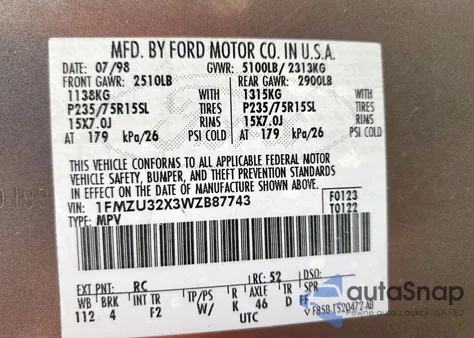 MFD. BY FORD MOTOR CO. IN U.S.A.
DATE: 07/98 GVWR: 5100LB/ 2313KG
FRONT GAWR: 2510LB REAR GAWR: 2900LB
1138KG WITH 1315KG WITH
P235/75R15SL TIRES P235/75R15SL TIRES
15X7.0J RIMS 15X7.0J RIMS
AT 179 kPa/26 PSI COLD AT 179 kPa/26 PSI COLD
THIS VEHICLE CONFORMS TO ALL APPLICABLE FEDERAL MOTOR
VEHICLE SAFETY, BUMPER, AND THEFT PREVENTION STANDARDS
IN EFFECT ON THE DATE OF MANUFACTURE SHOWN ABOVE.
VIN: 1FMZU32X3WZB87743 F0123
TYPE: MPV T0122
EXT PNT: RC RC: 52 DSO:
WB BRK INT TR TP/PS R AXLE TR SPR
112 4 F2 W/ K 46 D FF
UTC F85B-1520472-AB
autoSnap